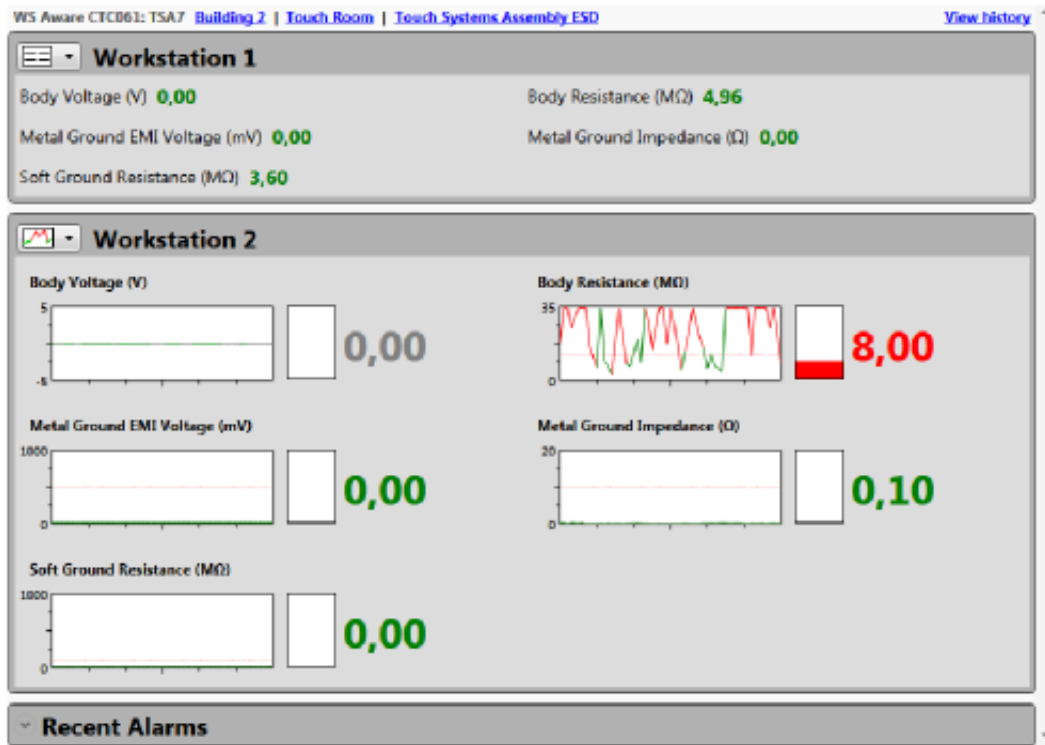 WS Aware CTC061: TSA7 Building 2 | Touch Room | Touch Systems Assembly ESD View history
Workstation 1
Body Voltage (V) 0,00 Body Resistance (MΩ) 4,96
Metal Ground EMI Voltage (mV) 0,00 Metal Ground Impedance (Ω) 0,00
Soft Ground Resistance (MΩ) 3,60
Workstation 2
Body Voltage (V) Body Resistance (MΩ)
5 35
0,00 8,00
-5 0
Metal Ground EMI Voltage (mV) Metal Ground Impedance (Ω)
1000 20
0,00 0,10
0 0
Soft Ground Resistance (MΩ)
1000
0,00
0
Recent Alarms